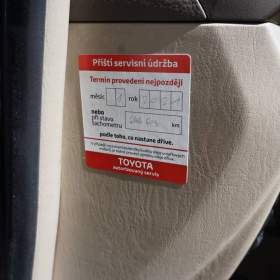 Příští servisní údržba
Termín provedení nejpozději
měsíc rok
nebo
při stavu
tachometru km
podle toho, co nastane dříve.
TOYOTA
autorizovaný servis